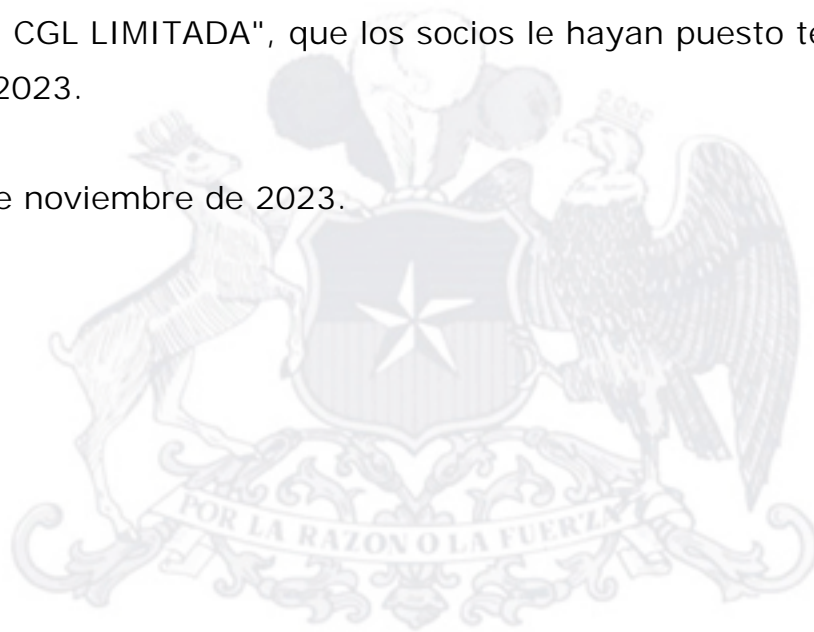 CGL LIMITADA", que los socios le hayan puesto te
2023.
e noviembre de 2023.
POR LA RAZON O LA FUERZA